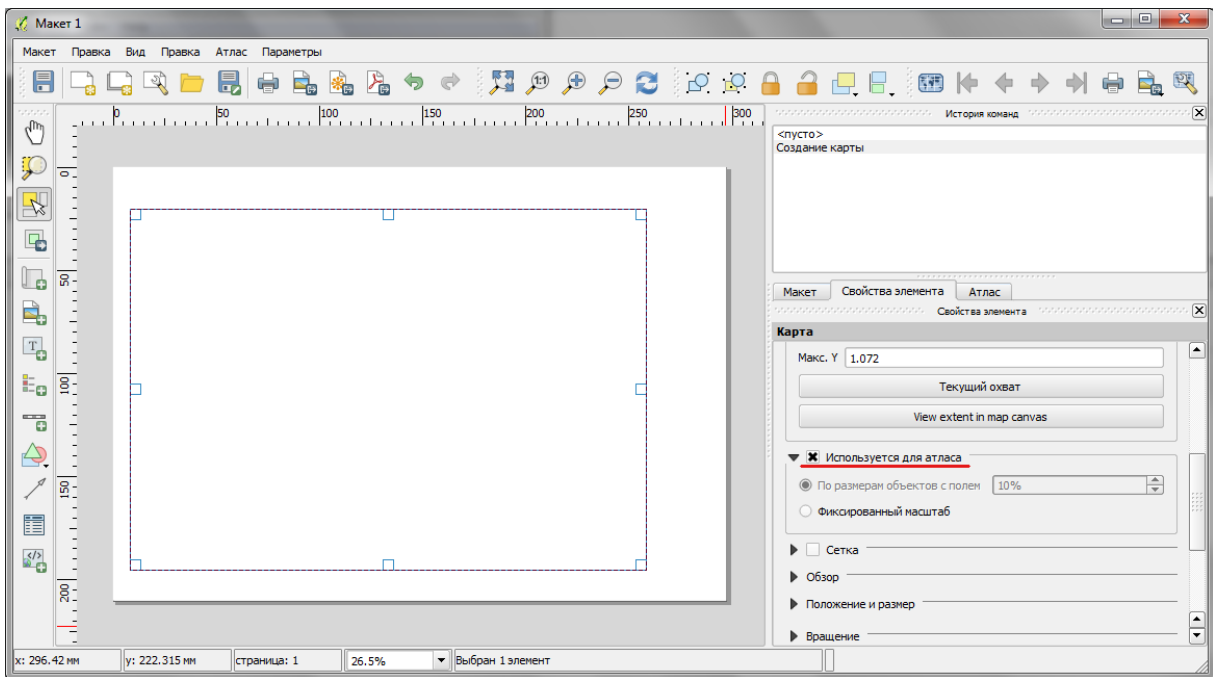 Макет 1
Макет Правка Вид Правка Атлас Параметры
1:1
0 50 100 150 200 250 300
0
50
100
150
200
T
</>
История команд
<пусто>
Создание карты
Макет Свойства элемента Атлас
Свойства элемента
Карта
Макс. Y 1.072
Текущий охват
View extent in map canvas
Используется для атласа
По размерам объектов с полем 10%
Фиксированный масштаб
Сетка
Обзор
Положение и размер
Вращение
x: 296.42 мм y: 222.315 мм страница: 1 26.5% Выбран 1 элемент